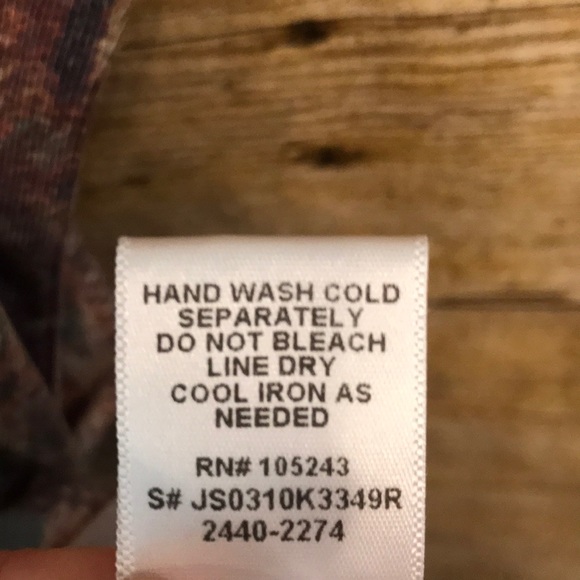 HAND WASH COLD
SEPARATELY
DO NOT BLEACH
LINE DRY
COOL IRON AS
NEEDED
RN# 105243
S# JS0310K3349R
2440-2274